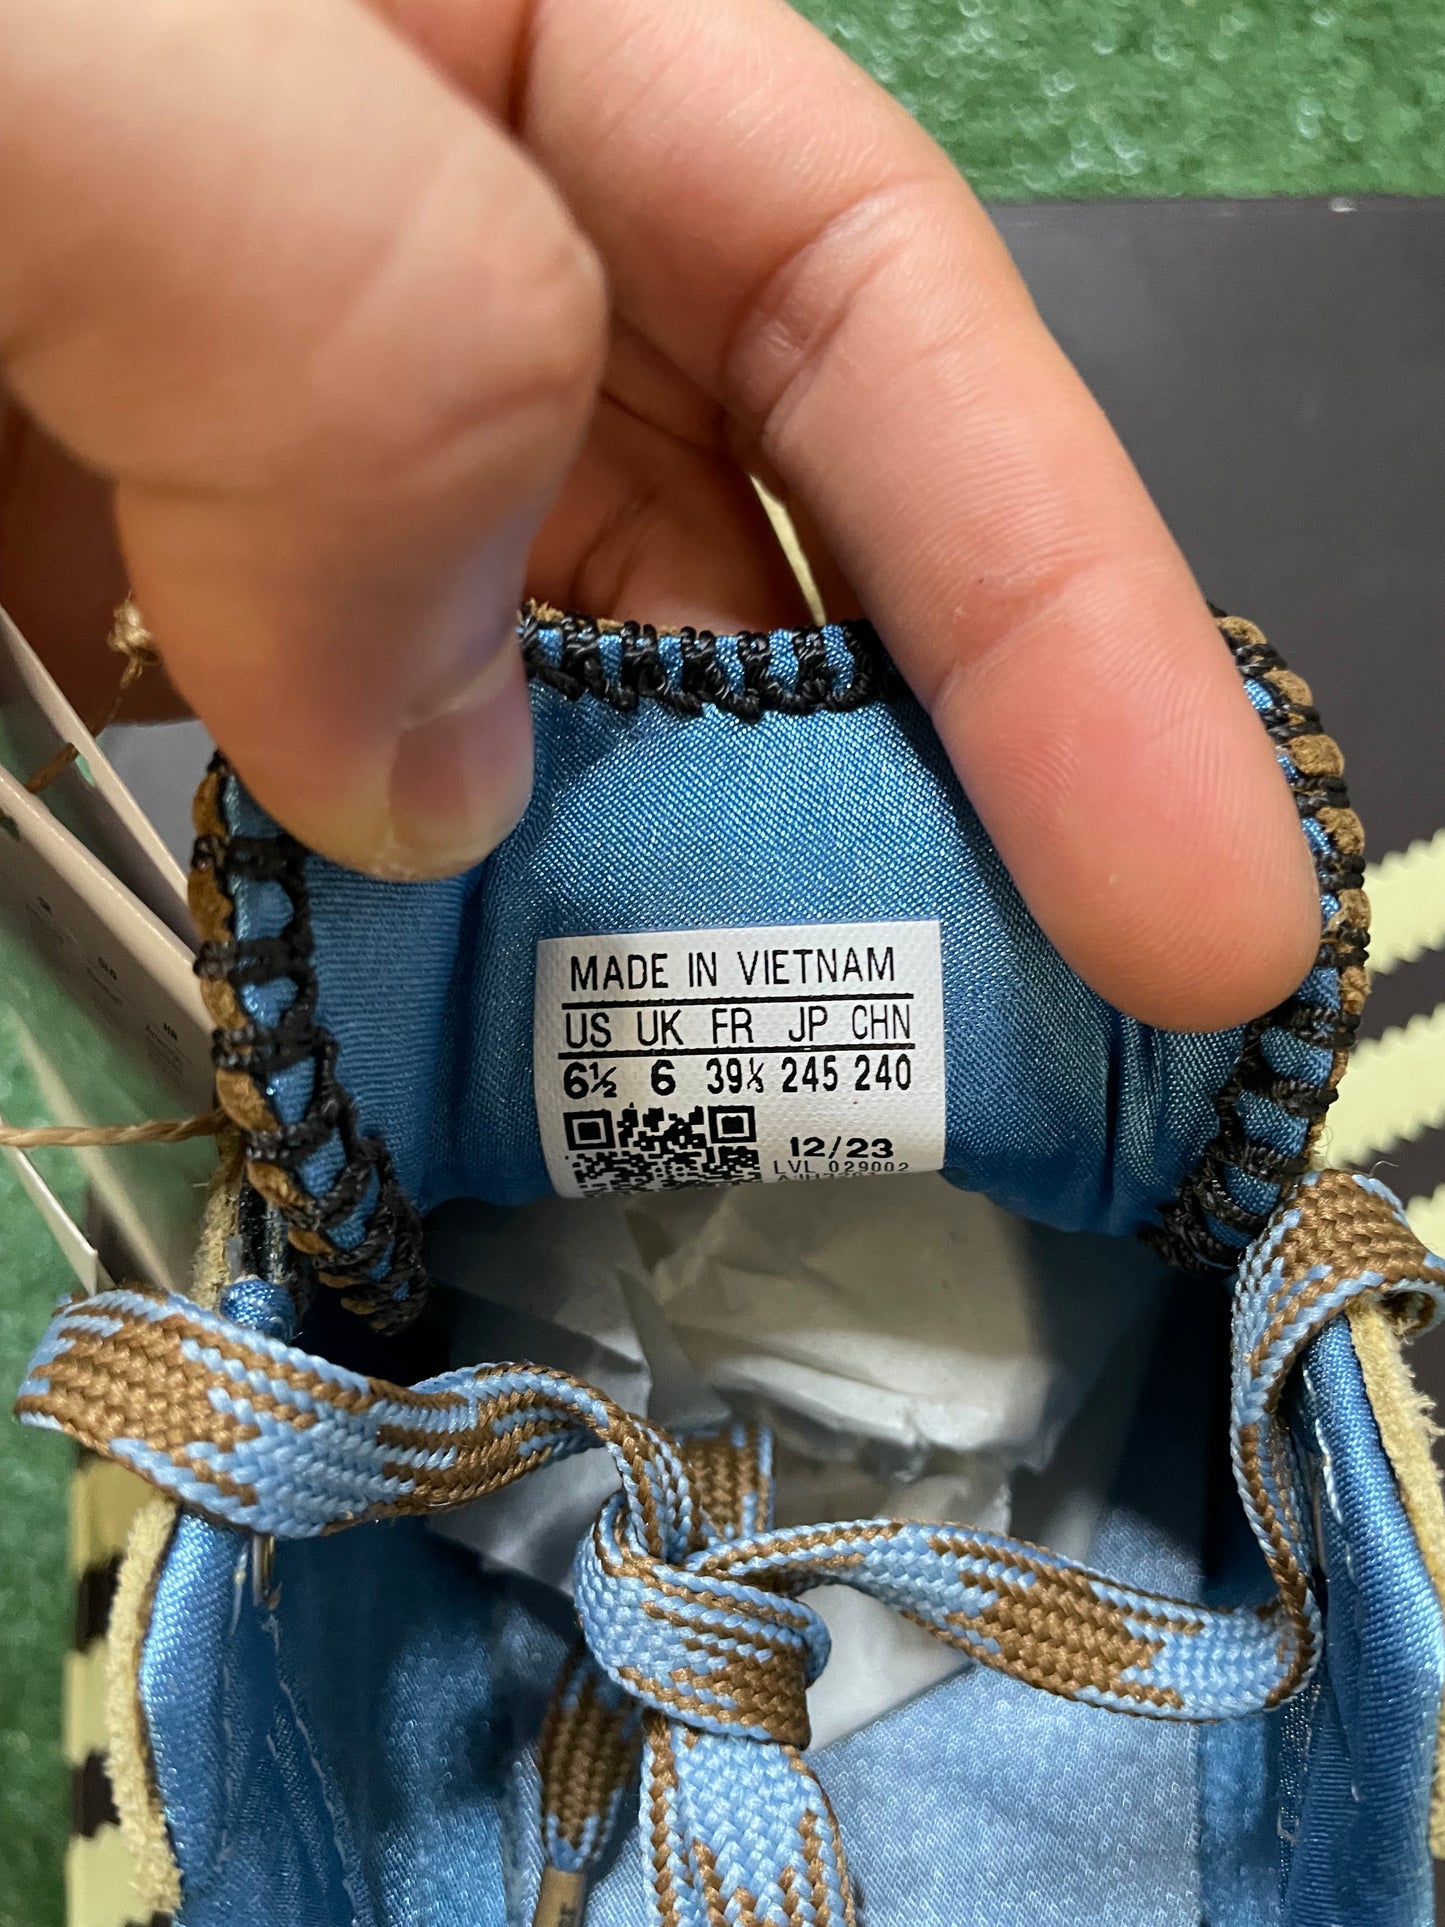 MADE IN VIETNAM
US UK FR JP CHN
6½ 6 39⅓ 245 240
12/23
LVL 029002